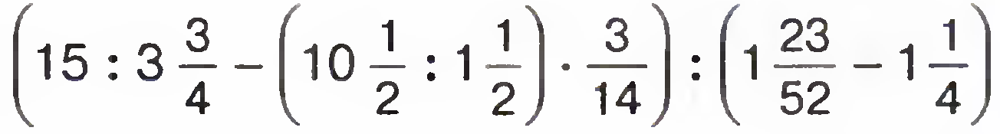 (15 : 3 3/4 − (10 1/2 : 1 1/2) · 3/14) : (1 23/52 − 1 1/4)